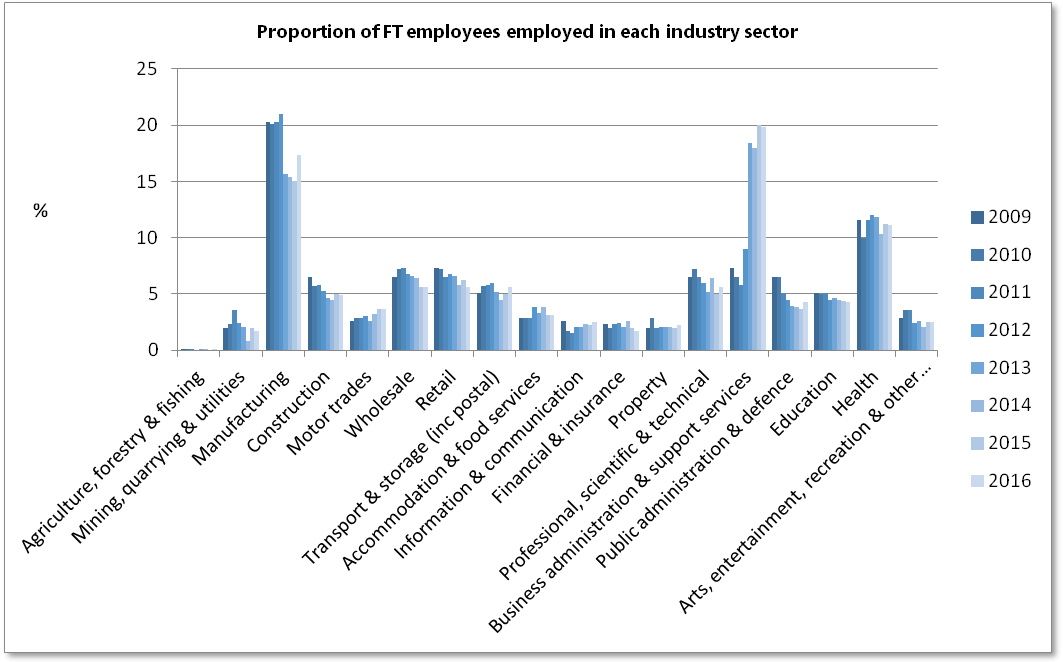 Proportion of FT employees employed in each industry sector
25
20
15
10
5
0
%
Agriculture, forestry & fishing
Mining, quarrying & utilities
Manufacturing
Construction
Motor trades
Wholesale
Retail
Transport & storage (inc postal)
Accommodation & food services
Information & communication
Financial & insurance
Property
Professional, scientific & technical
Business administration & support services
Public administration & defence
Education
Health
Arts, entertainment, recreation & other...
2009
2010
2011
2012
2013
2014
2015
2016